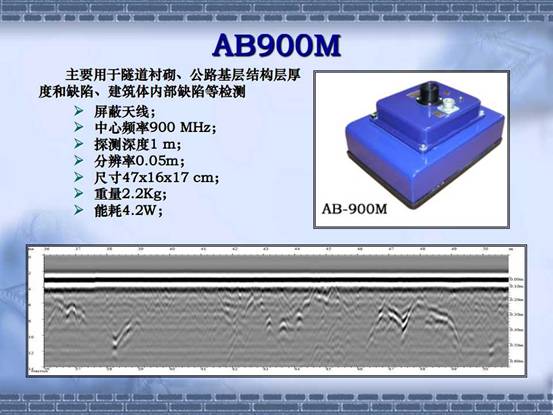 AB900M
主要用于隧道衬砌、公路基层结构层厚
度和缺陷、建筑体内部缺陷等检测
屏蔽天线;
中心频率900 MHz;
探测深度1 m;
分辨率0.05m;
尺寸47x16x17 cm;
重量2.2Kg;
能耗4.2W;
AB-900M